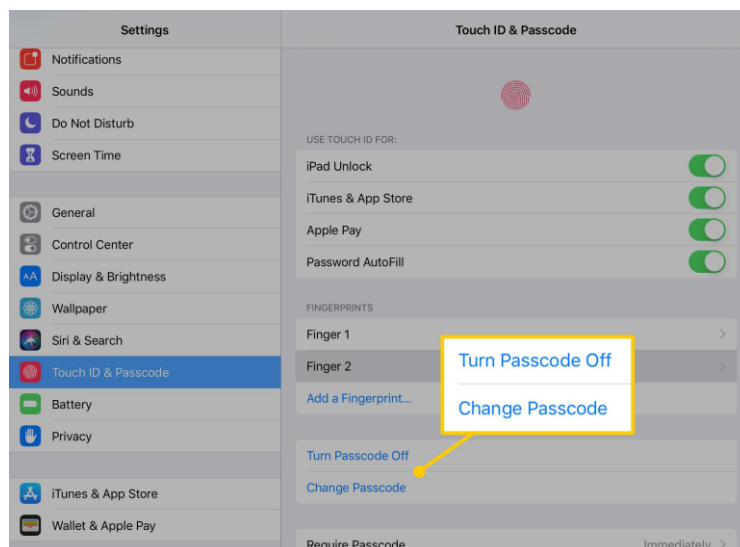 Settings
Notifications
Sounds
Do Not Disturb
Screen Time
General
Control Center
AA Display & Brightness
Wallpaper
Siri & Search
Touch ID & Passcode
Battery
Privacy
iTunes & App Store
Wallet & Apple Pay
Touch ID & Passcode
USE TOUCH ID FOR:
iPad Unlock
iTunes & App Store
Apple Pay
Password AutoFill
FINGERPRINTS
Finger 1
Finger 2
Add a Fingerprint...
Turn Passcode Off
Change Passcode
Turn Passcode Off
Change Passcode
Require Passcode Immediately